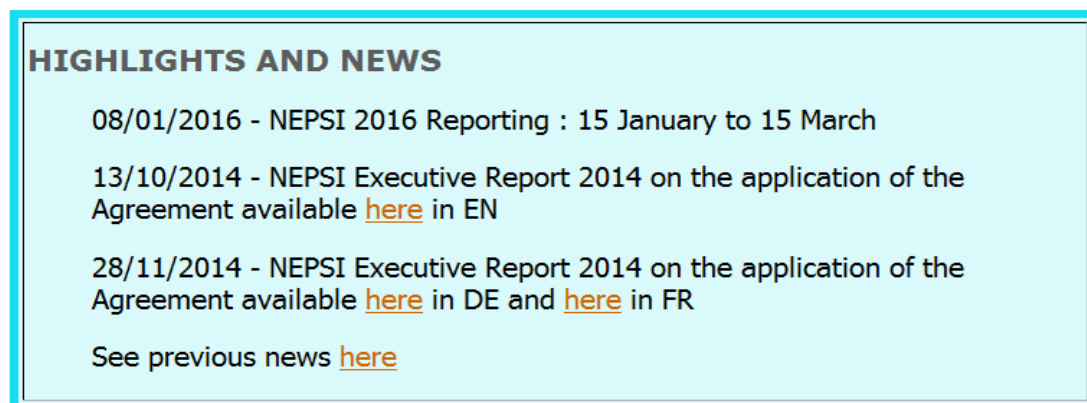 HIGHLIGHTS AND NEWS
08/01/2016 - NEPSI 2016 Reporting : 15 January to 15 March
13/10/2014 - NEPSI Executive Report 2014 on the application of the
Agreement available here in EN
28/11/2014 - NEPSI Executive Report 2014 on the application of the
Agreement available here in DE and here in FR
See previous news here